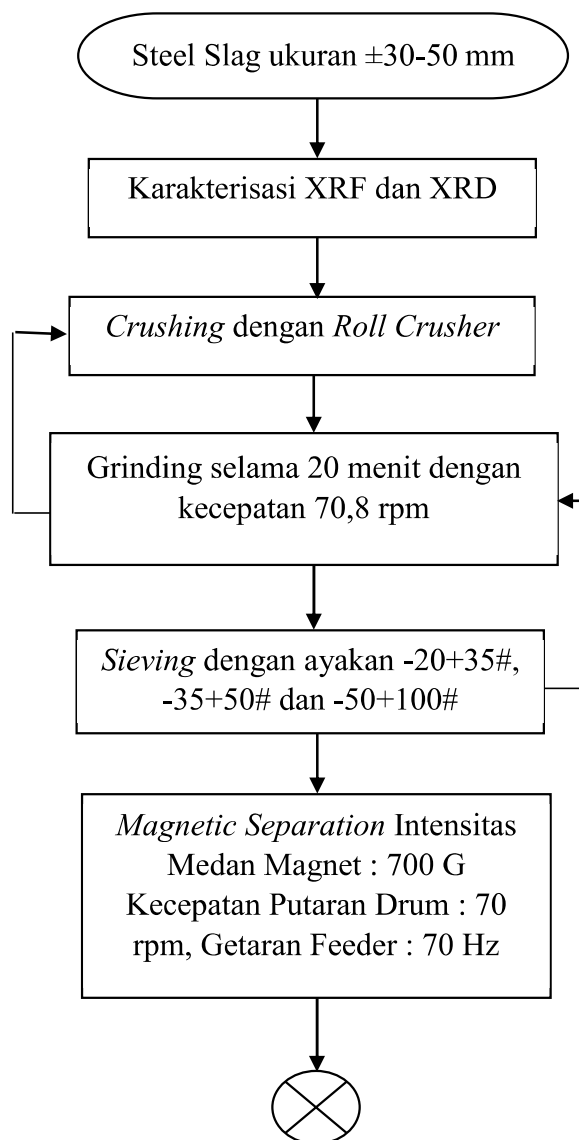 Steel Slag ukuran ±30-50 mm
Karakterisasi XRF dan XRD
Crushing dengan Roll Crusher
Grinding selama 20 menit dengan
kecepatan 70,8 rpm
Sieving dengan ayakan -20+35#,
-35+50# dan -50+100#
Magnetic Separation Intensitas
Medan Magnet : 700 G
Kecepatan Putaran Drum : 70
rpm, Getaran Feeder : 70 Hz